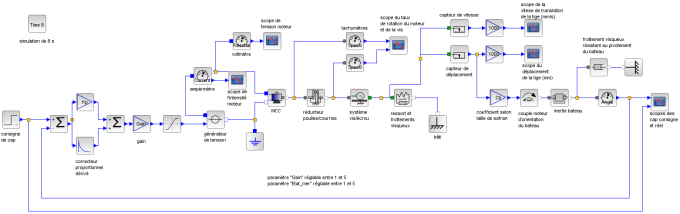 Time 8
simulation de 8 s
consigne
de cap
correcteur
proportionnel
dérivé
gain
ampèremètre
scope de
l'intensité
moteur
générateur
de tension
voltmètre
scope de
tension moteur
MCC
réducteur
poulies/courroies
tachymètres
scope du taux
de rotation du moteur
et de la vis
système
vis/écrou
ressort et
frottements
visqueux
bâti
capteur de vitesse
capteur de
déplacement
scope de la
vitesse de translation
de la tige (mm/s)
scope du
déplacement
de la tige (mm)
coefficient selon
taille de safran
couple moteur
d'orientation
du bateau
inertie bateau
frottement visqueux
résistant au pivotement
du bateau
Angle
scopes des
cap consigne
et réel
paramètre "Gain" réglable entre 1 et 5
paramètre "Etat_mer" réglable entre 1 et 5